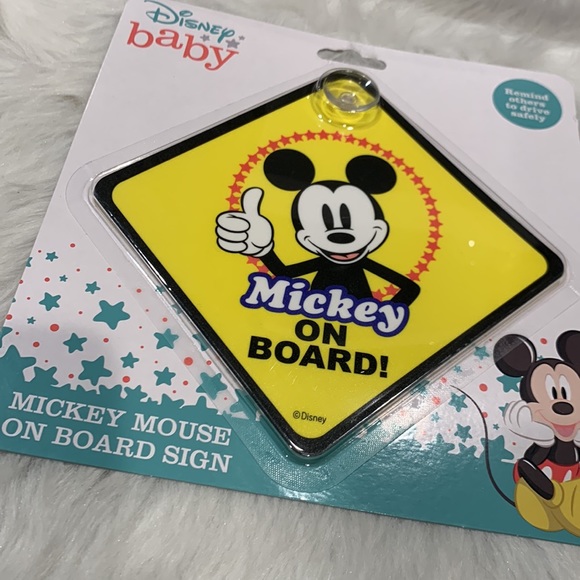 Disney
baby
Remind
others
to drive
safely
Mickey
ON
BOARD!
©Disney
MICKEY MOUSE
ON BOARD SIGN